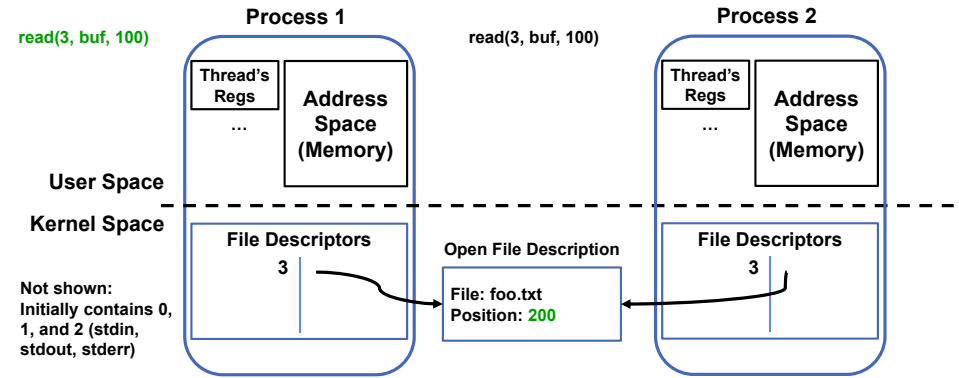 Process 1
Process 2
read(3, buf, 100)
read(3, buf, 100)
Thread's
Regs
…
Address
Space
(Memory)
Thread's
Regs
…
Address
Space
(Memory)
User Space
Kernel Space
File Descriptors
3
Open File Description
File: foo.txt
Position: 200
File Descriptors
3
Not shown:
Initially contains 0,
1, and 2 (stdin,
stdout, stderr)